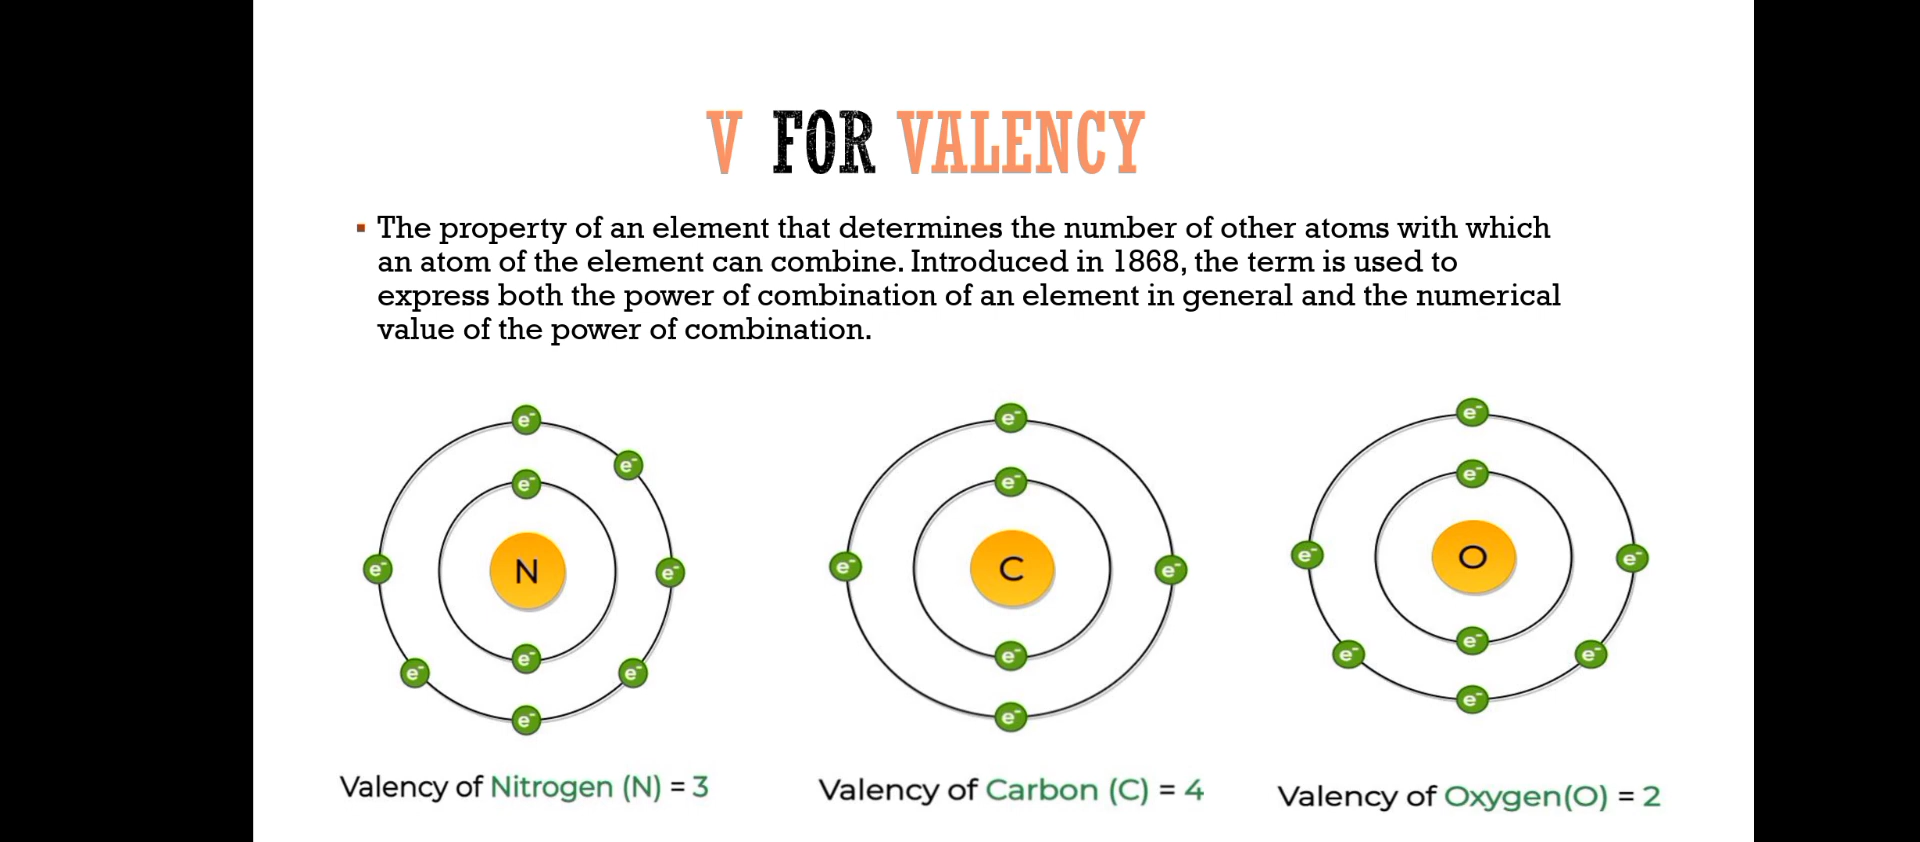 V FOR VALENCY
▪ The property of an element that determines the number of other atoms with which
an atom of the element can combine. Introduced in 1868, the term is used to
express both the power of combination of an element in general and the numerical
value of the power of combination.
e⁻
e⁻
e⁻
N
e⁻
e⁻
e⁻
e⁻
e⁻
e⁻
Valency of Nitrogen (N) = 3
e⁻
e⁻
e⁻
C
e⁻
e⁻
e⁻
Valency of Carbon (C) = 4
e⁻
e⁻
e⁻
O
e⁻
e⁻
e⁻
e⁻
e⁻
Valency of Oxygen(O) = 2